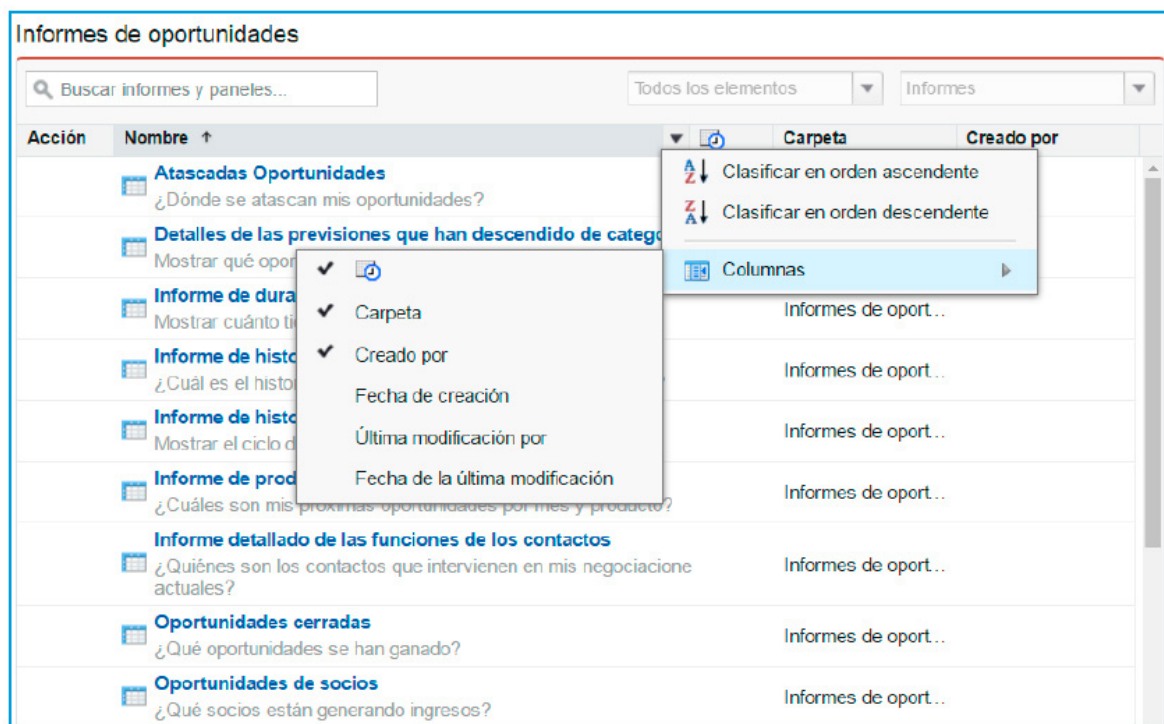 Informes de oportunidades
Buscar informes y paneles...
Todos los elementos
Informes
Acción Nombre ↑ Carpeta Creado por
Atascadas Oportunidades
¿Dónde se atascan mis oportunidades?
Clasificar en orden ascendente
Clasificar en orden descendente
Columnas
Detalles de las previsiones que han descendido de catego
Mostrar qué opor
Carpeta
Creado por
Fecha de creación
Última modificación por
Fecha de la última modificación
Informe de dura
Mostrar cuánto ti
Informes de oport...
Informe de histo
¿Cuál es el histor
Informes de oport...
Informe de histo
Mostrar el ciclo d
Informes de oport...
Informe de prod
¿Cuáles son mis próximas oportunidades por mes y producto?
Informes de oport...
Informe detallado de las funciones de los contactos
¿Quiénes son los contactos que intervienen en mis negociacione
actuales?
Informes de oport...
Oportunidades cerradas
¿Qué oportunidades se han ganado?
Informes de oport...
Oportunidades de socios
¿Qué socios están generando ingresos?
Informes de oport...